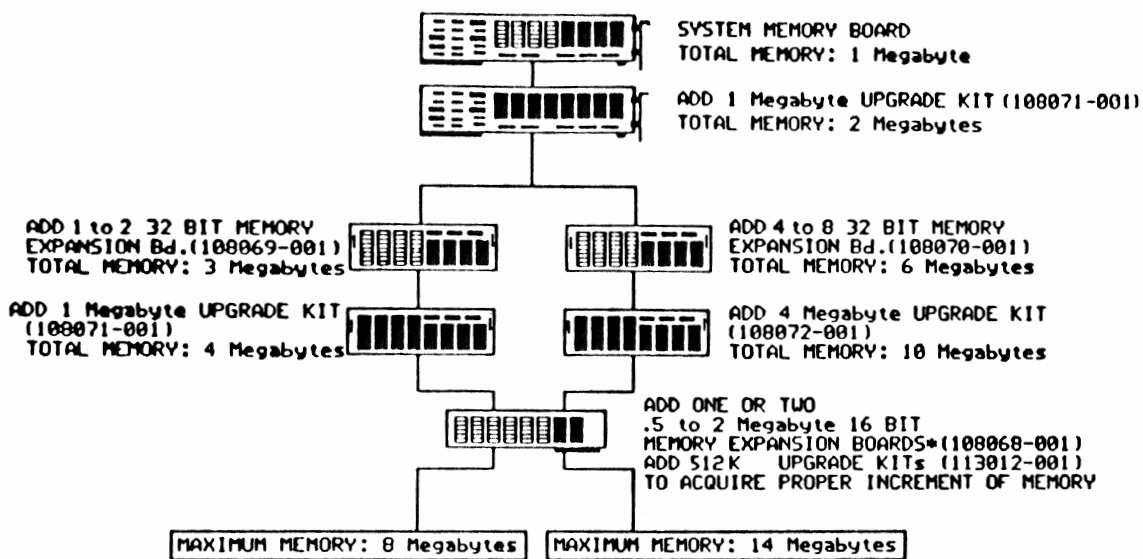 SYSTEM MEMORY BOARD
TOTAL MEMORY: 1 Megabyte
ADD 1 Megabyte UPGRADE KIT (108071-001)
TOTAL MEMORY: 2 Megabytes
ADD 1 to 2 32 BIT MEMORY
EXPANSION Bd.(108069-001)
TOTAL MEMORY: 3 Megabytes
ADD 4 to 8 32 BIT MEMORY
EXPANSION Bd.(108070-001)
TOTAL MEMORY: 6 Megabytes
ADD 1 Megabyte UPGRADE KIT
(108071-001)
TOTAL MEMORY: 4 Megabytes
ADD 4 Megabyte UPGRADE KIT
(108072-001)
TOTAL MEMORY: 10 Megabytes
ADD ONE OR TWO
.5 to 2 Megabyte 16 BIT
MEMORY EXPANSION BOARDS*(108068-001)
ADD 512K UPGRADE KITs (113012-001)
TO ACQUIRE PROPER INCREMENT OF MEMORY
MAXIMUM MEMORY: 8 Megabytes
MAXIMUM MEMORY: 14 Megabytes